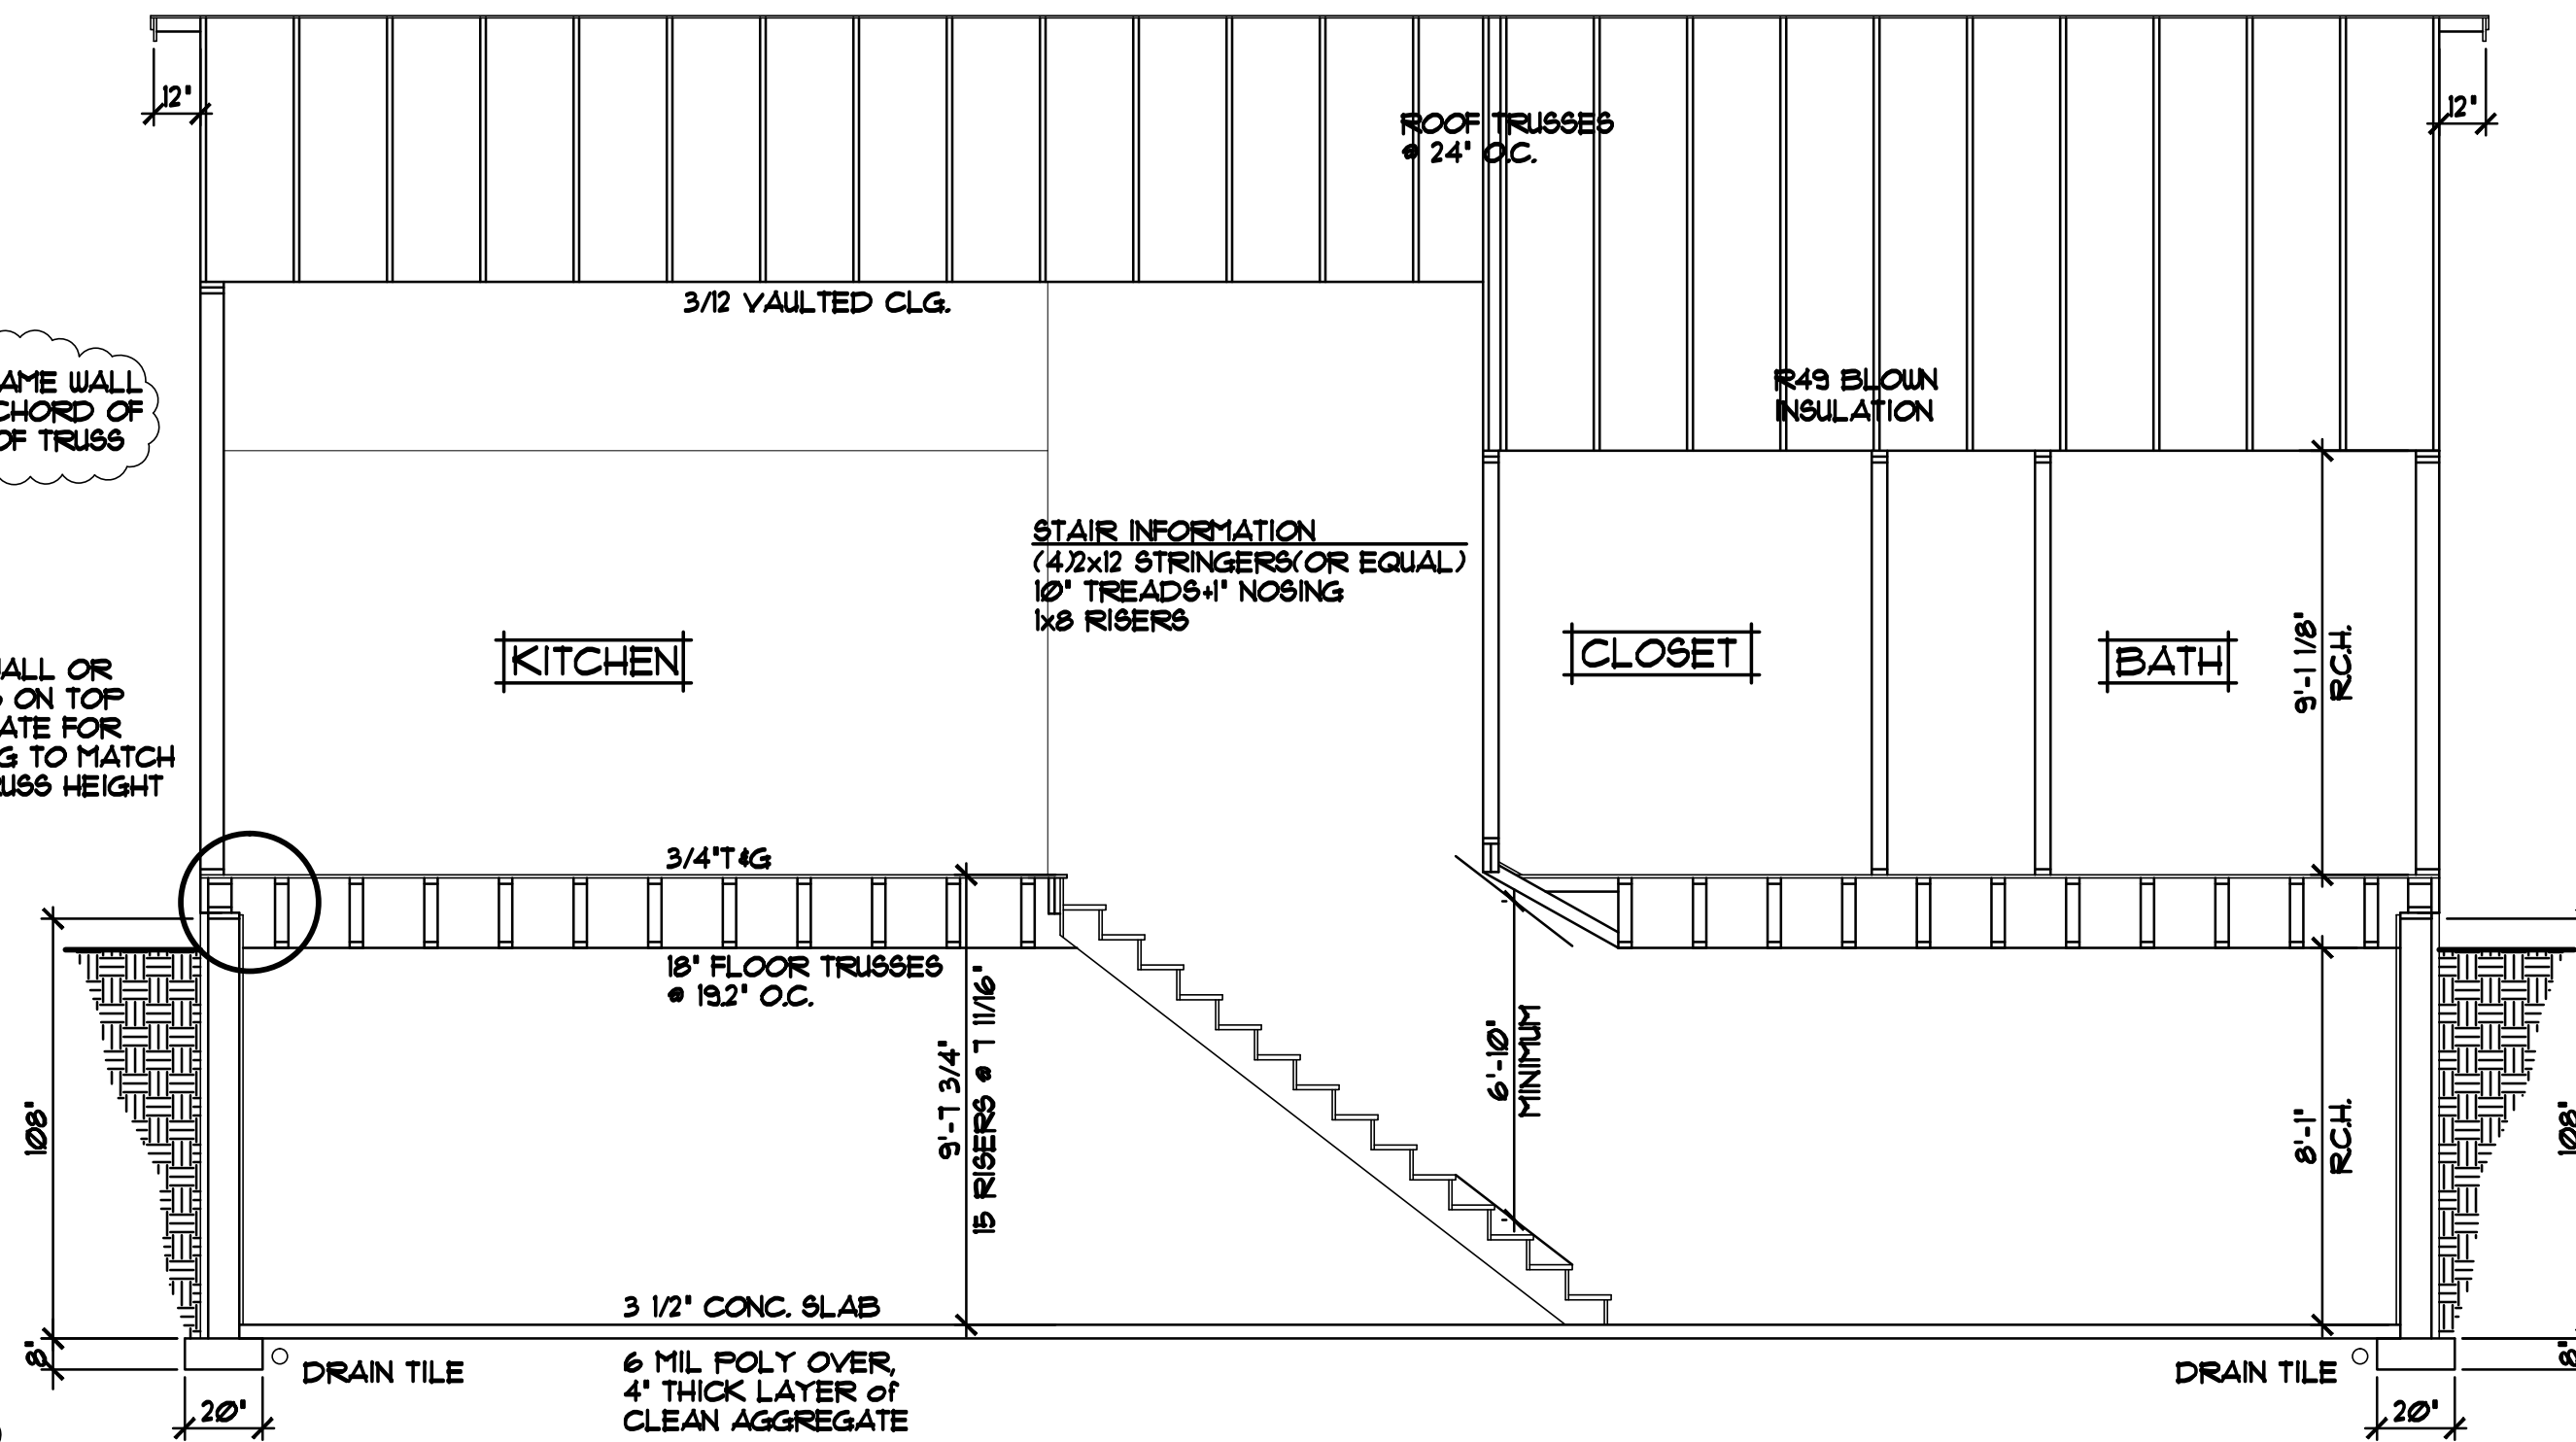 12"
12"
ROOF TRUSSES
@ 24" O.C.
3/12 VAULTED CLG.
AME WALL
CHORD OF
OF TRUSS
R49 BLOWN
INSULATION
STAIR INFORMATION
(4)2x12 STRINGERS(OR EQUAL)
10" TREADS+1" NOSING
1x8 RISERS
KITCHEN
CLOSET
BATH
9'-1 1/8"
R.C.H.
ALL OR
ON TOP
ATE FOR
G TO MATCH
USS HEIGHT
3/4"T&G
18" FLOOR TRUSSES
@ 19.2" O.C.
9'-7 3/4"
15 RISERS @ 7 11/16"
6'-10"
MINIMUM
8'-1"
R.C.H.
108"
108"
3 1/2" CONC. SLAB
8"
8"
DRAIN TILE
6 MIL POLY OVER,
4" THICK LAYER of
CLEAN AGGREGATE
DRAIN TILE
20"
20"